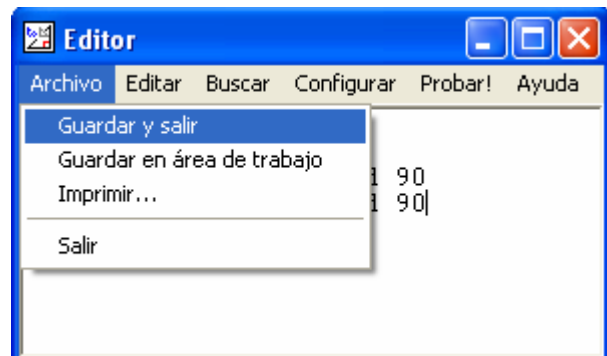 Editor
Archivo Editar Buscar Configurar Probar! Ayuda
Guardar y salir
Guardar en área de trabajo
90
Imprimir...
90
Salir